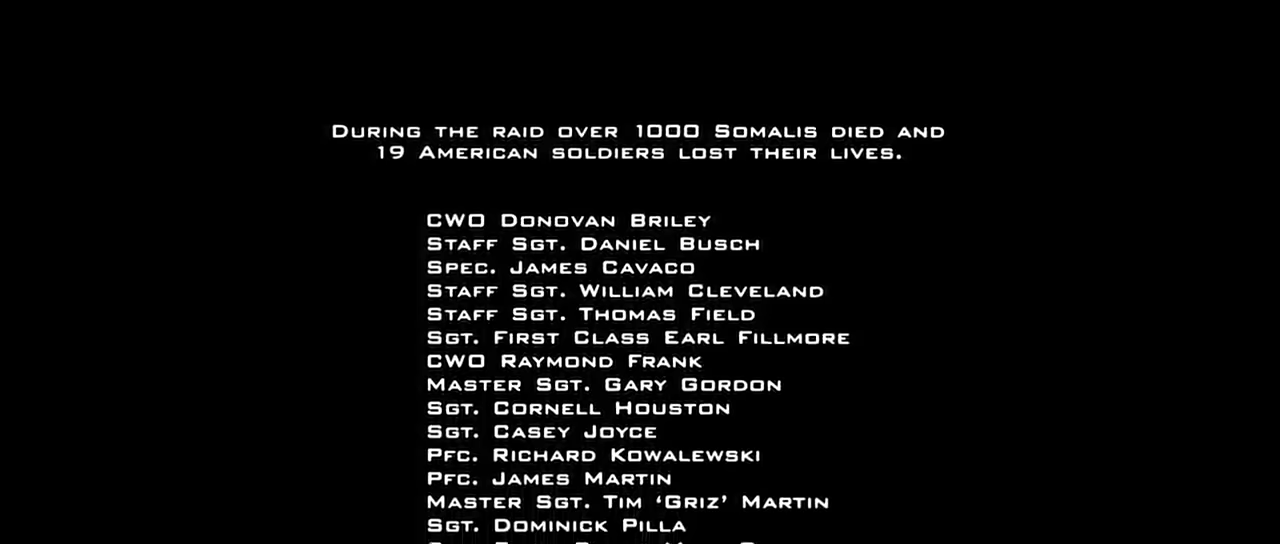 During the raid over 1000 Somalis died and
19 American soldiers lost their lives.
CWO Donovan Briley
Staff Sgt. Daniel Busch
Spec. James Cavaco
Staff Sgt. William Cleveland
Staff Sgt. Thomas Field
Sgt. First Class Earl Fillmore
CWO Raymond Frank
Master Sgt. Gary Gordon
Sgt. Cornell Houston
Sgt. Casey Joyce
Pfc. Richard Kowalewski
Pfc. James Martin
Master Sgt. Tim ‘Griz’ Martin
Sgt. Dominick Pilla